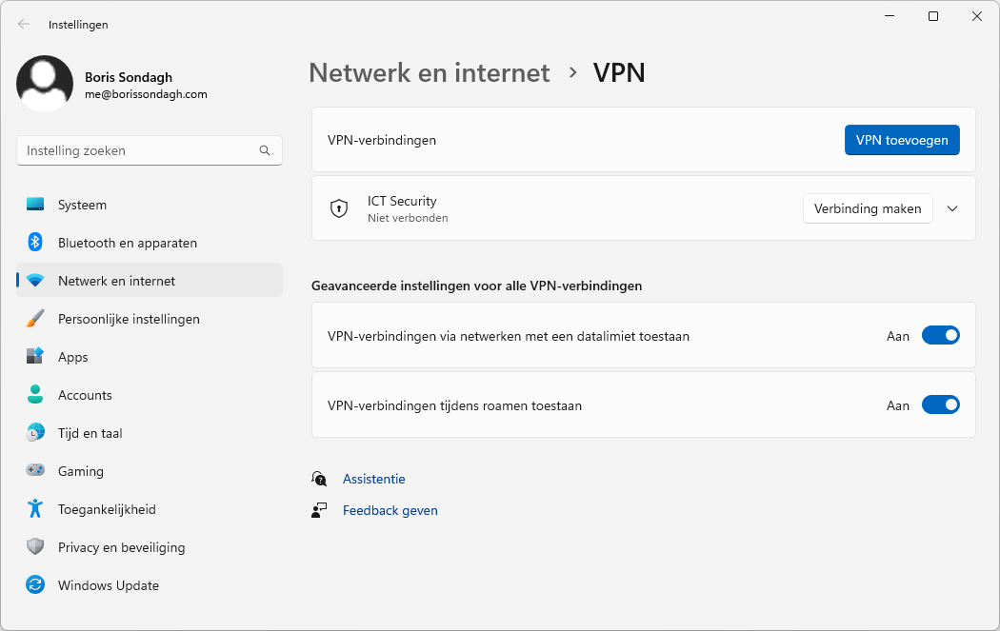 Instellingen
Boris Sondagh
me@borissondagh.com
Instelling zoeken
Systeem
Bluetooth en apparaten
Netwerk en internet
Persoonlijke instellingen
Apps
Accounts
Tijd en taal
Gaming
Toegankelijkheid
Privacy en beveiliging
Windows Update
Netwerk en internet › VPN
VPN-verbindingen
VPN toevoegen
ICT Security
Niet verbonden
Verbinding maken
Geavanceerde instellingen voor alle VPN-verbindingen
VPN-verbindingen via netwerken met een datalimiet toestaan
Aan
VPN-verbindingen tijdens roamen toestaan
Aan
Assistentie
Feedback geven